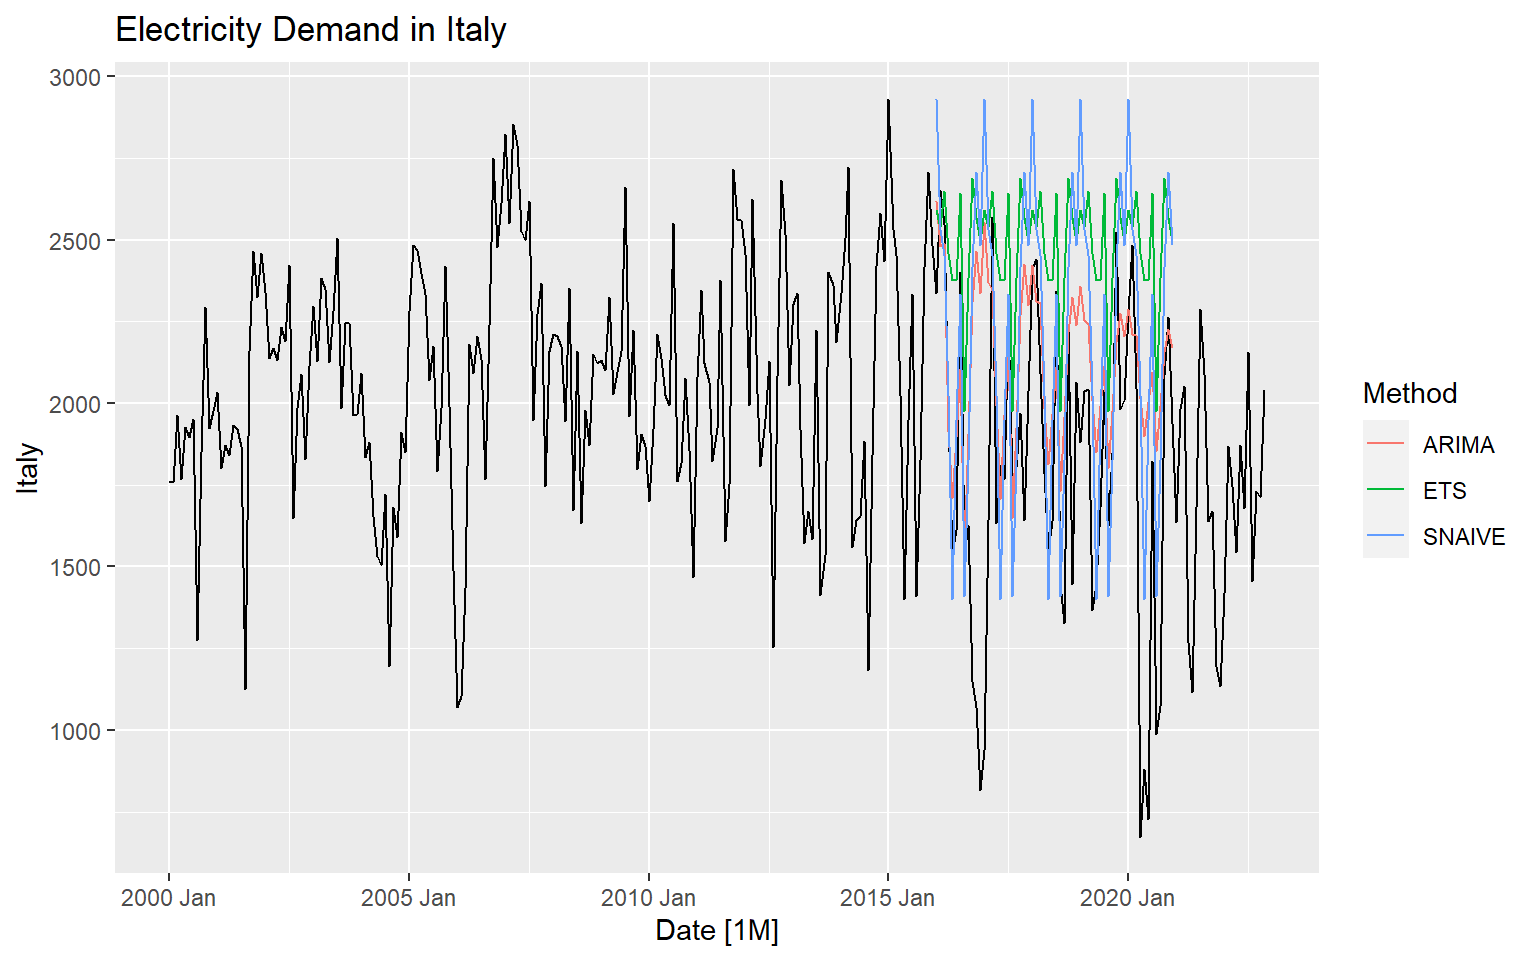 Electricity Demand in Italy
3000
2500
2000
1500
1000
Italy
2000 Jan
2005 Jan
2010 Jan
2015 Jan
2020 Jan
Date [1M]
Method
ARIMA
ETS
SNAIVE